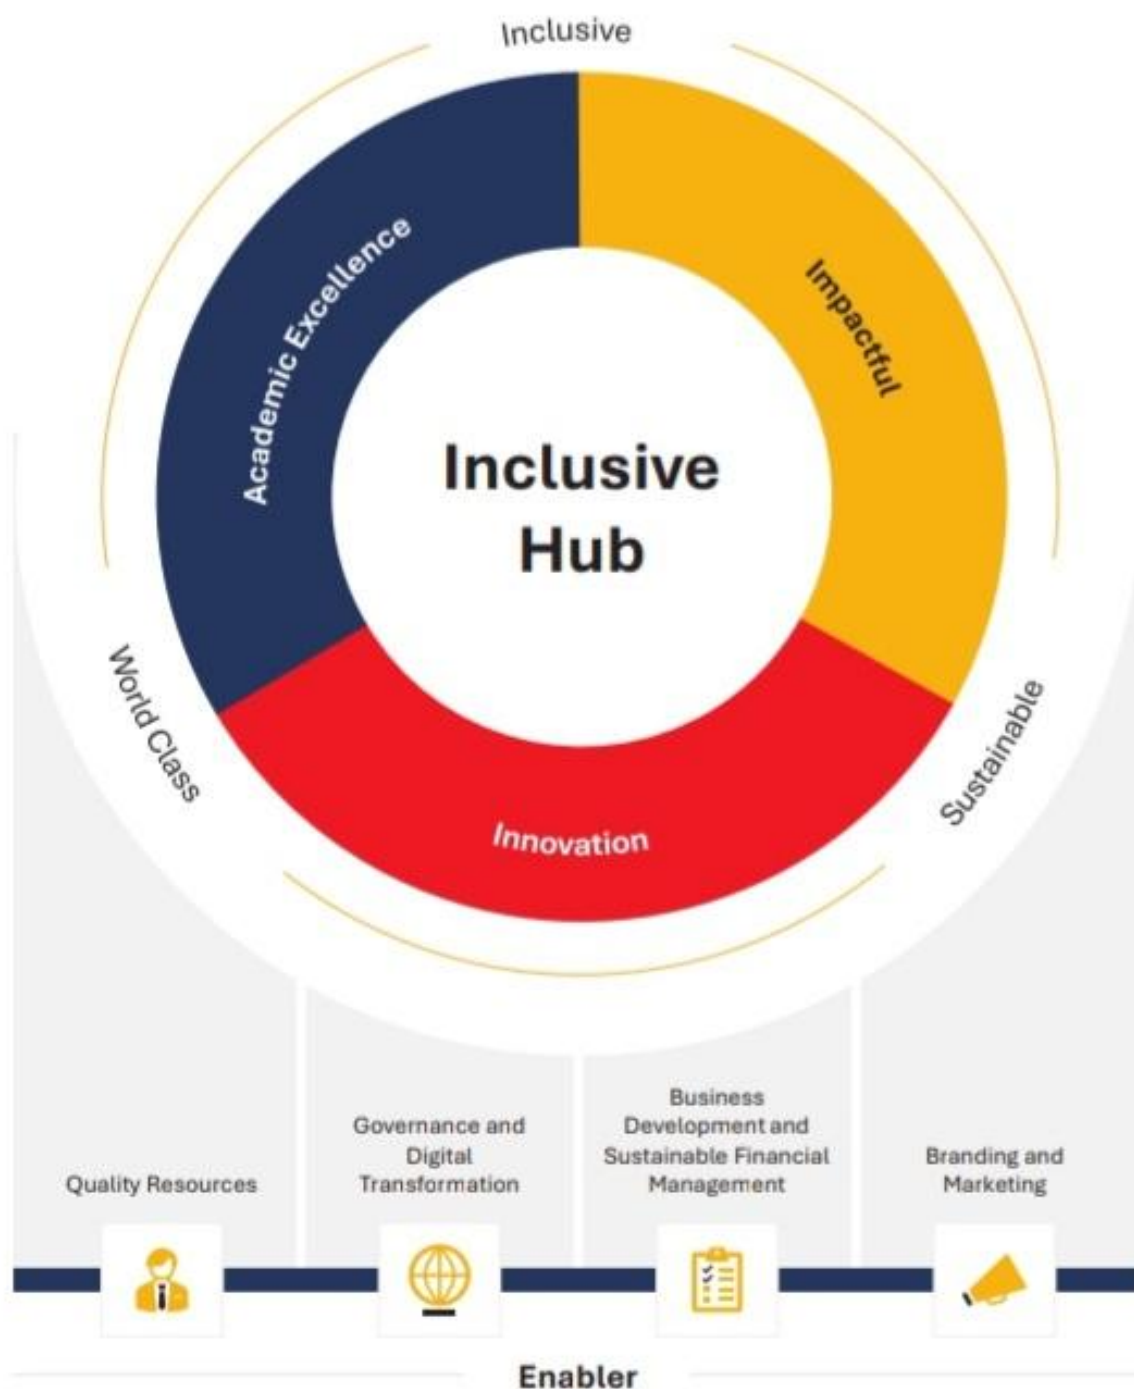 Inclusive
Academic Excellence
Impactful
Inclusive
Hub
World Class
Sustainable
Innovation
Quality Resources
Governance and
Digital
Transformation
Business
Development and
Sustainable Financial
Management
Branding and
Marketing
Enabler